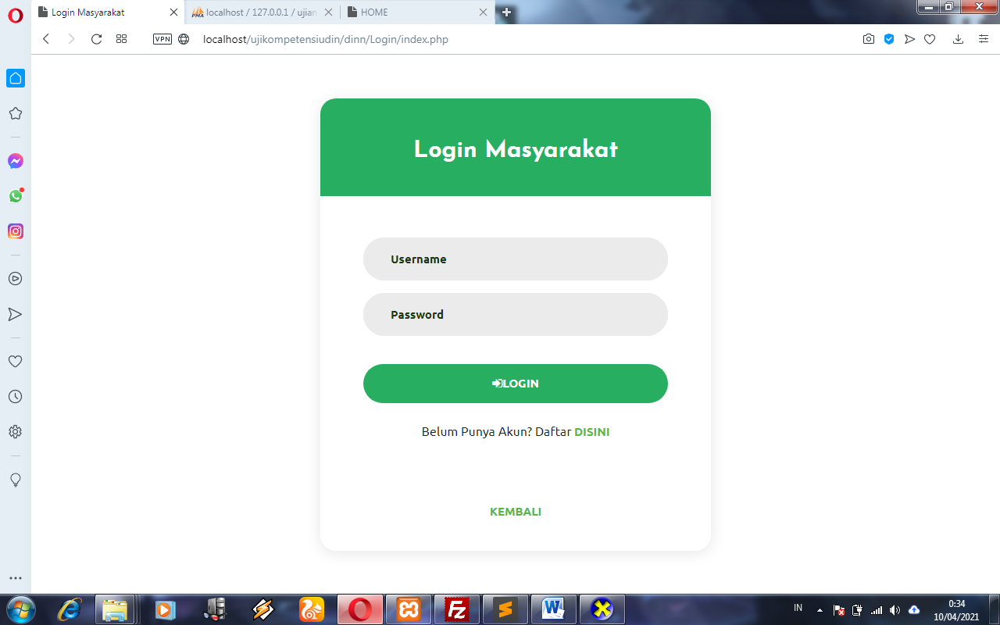 Login Masyarakat
localhost / 127.0.0.1 / ujian
HOME
VPN
localhost/ujikompetensiudin/dinn/Login/index.php
Login Masyarakat
Username
Password
LOGIN
Belum Punya Akun? Daftar DISINI
KEMBALI
IN
0:34
10/04/2021